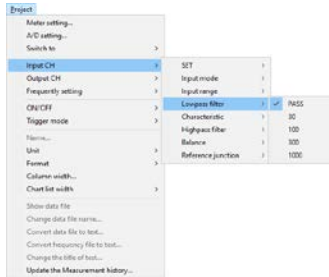 Project
Meter setting...
A/D setting...
Switch to
Input CH
Output CH
Frequently setting
ON/OFF
Trigger mode
Name...
Unit
Format
Column width...
Chart list width
Show data file
Change data file name...
Convert data file to text...
Convert frequency file to text...
Change the title of text...
Update the Measurement history...
SET
Input mode
Input range
Lowpass filter
Characteristic
Highpass filter
Balance
Reference junction
PASS
30
100
300
1000